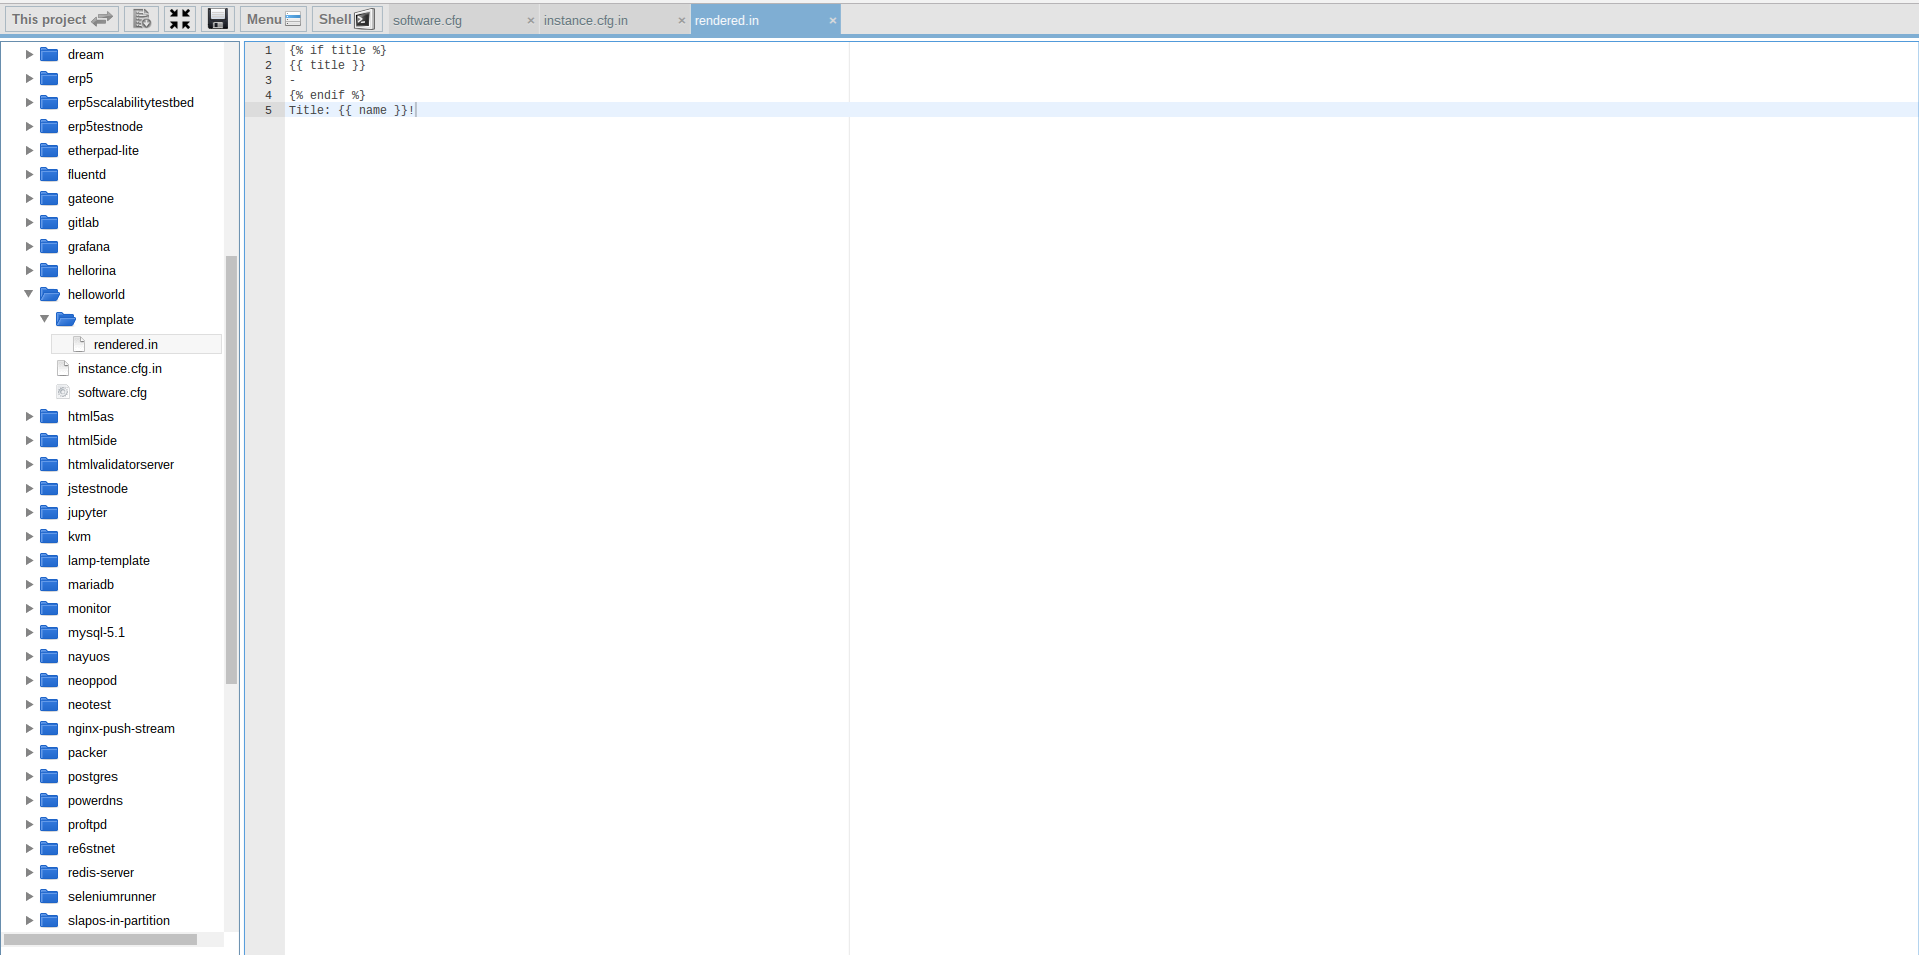 This project
Menu
Shell
software.cfg ×
instance.cfg.in ×
rendered.in ×
dream
erp5
erp5scalabilitytestbed
erp5testnode
etherpad-lite
fluentd
gateone
gitlab
grafana
hellorina
helloworld
template
rendered.in
instance.cfg.in
software.cfg
html5as
html5ide
htmlvalidatorserver
jstestnode
jupyter
kvm
lamp-template
mariadb
monitor
mysql-5.1
nayuos
neoppod
neotest
nginx-push-stream
packer
postgres
powerdns
proftpd
re6stnet
redis-server
seleniumrunner
slapos-in-partition
1 {% if title %}
2 {{ title }}
3 -
4 {% endif %}
5 Title: {{ name }}!